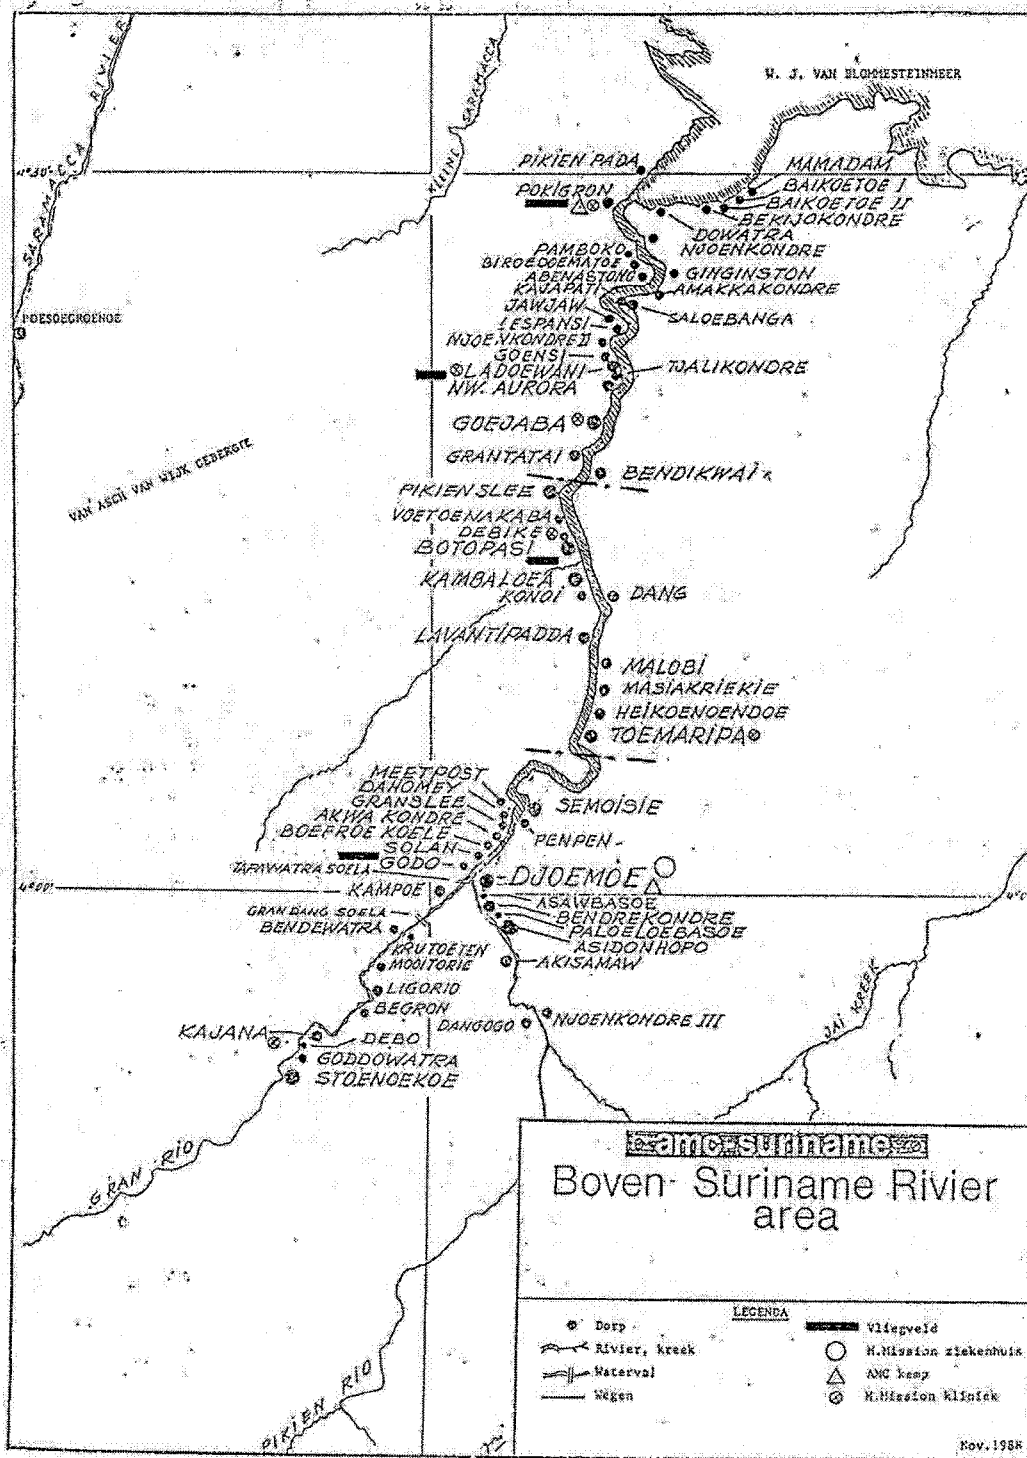 W. J. VAN BLOMMESTEINMEER
SARAMACCA RIVIER
KLEINE SARAMACCA
4°30'
PIKIEN PADA
POKIGRON
MAMADAM
BAIKOETOE I
BAIKOETOE II
BEKIJOKONDRE
DOWATRA
NJOENKONDRE
PAMBOKO
BIROEDOEMATOE
ABENASTONO
KAJAPATI
JAWJAW
LESPANSI
NJOENKONDRE II
GOENSI
LADOEWANI
NW. AURORA
GINGINSTON
AMAKKAKONDRE
SALOEBANGA
TJALIKONDRE
POESOEGROENOE
GOEJABA
GRANTATAI
BENDIKWAI
VAN ASCH VAN WIJK GEBERGTE
PIKIENSLEE
VOETOENAKABA
DEBIKE
BOTOPASI
KAMBALOEA
KONOI
DANG
LAVANTIPADDA
MALOBI
MASIAKRIEKIE
HEIKOENOENDOE
TOEMARIPA
MEETPOST
DAHOMEY
GRANSLEE
AKWA KONDRE
BOEFROE KOELE
SOLAN
GODO
SEMOISIE
PENPEN
TAPAWATRA SOELA
DJOEMOE
4°00'
KAMPOE
ASAWBASOE
BENDREKONDRE
PALOELOEBASOE
ASIDONHOPO
GRAN DANG SOELA
BENDEWATRA
KRUTOETEN
MOOITORIE
AKISAMAW
LIGORIO
BEGRON
DANGOGO
NJOENKONDRE III
JAI KREEK
KAJANA
DEBO
GODDOWATRA
STOENOEKOE
GRAN RIO
PIKIEN RIO
amc-suriname
Boven- Suriname Rivier
area
LEGENDA
Dorp
Rivier, kreek
Waterval
Wegen
Vliegveld
M.Mission ziekenhuis
AMC kamp
M.Mission kliniek
Nov.1988